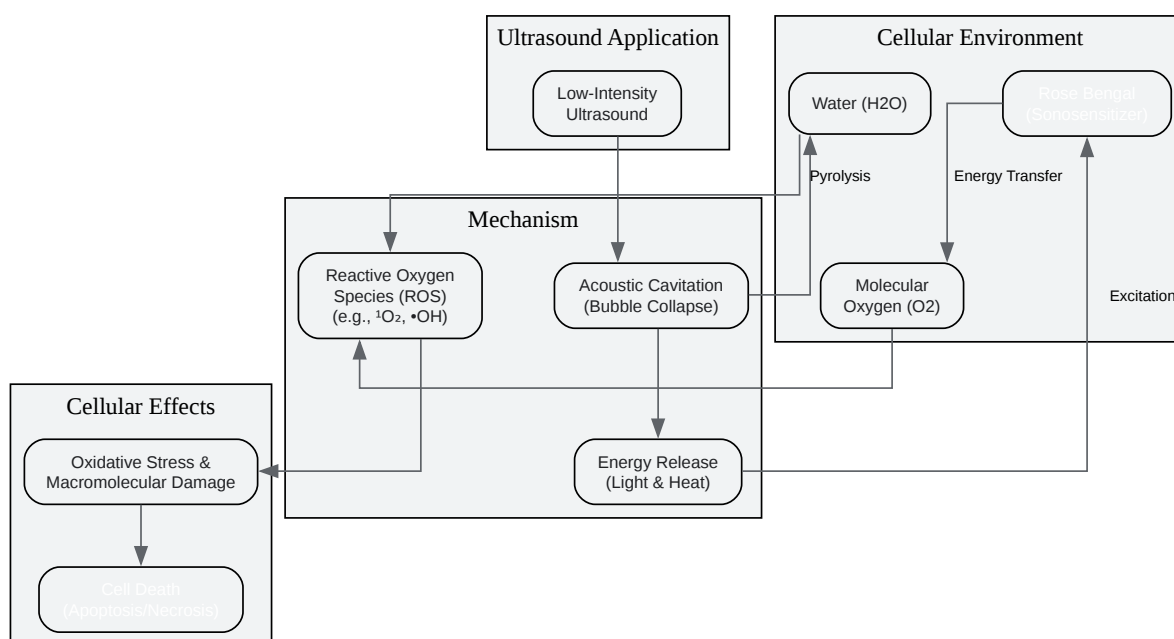 Ultrasound Application
Low-Intensity
Ultrasound
Cellular Environment
Water (H2O)
Rose Bengal
(Sonosensitizer)
Pyrolysis
Energy Transfer
Molecular
Oxygen (O2)
Excitation
Mechanism
Reactive Oxygen
Species (ROS)
(e.g., ¹O₂, •OH)
Acoustic Cavitation
(Bubble Collapse)
Energy Release
(Light & Heat)
Cellular Effects
Oxidative Stress &
Macromolecular Damage
Cell Death
(Apoptosis/Necrosis)